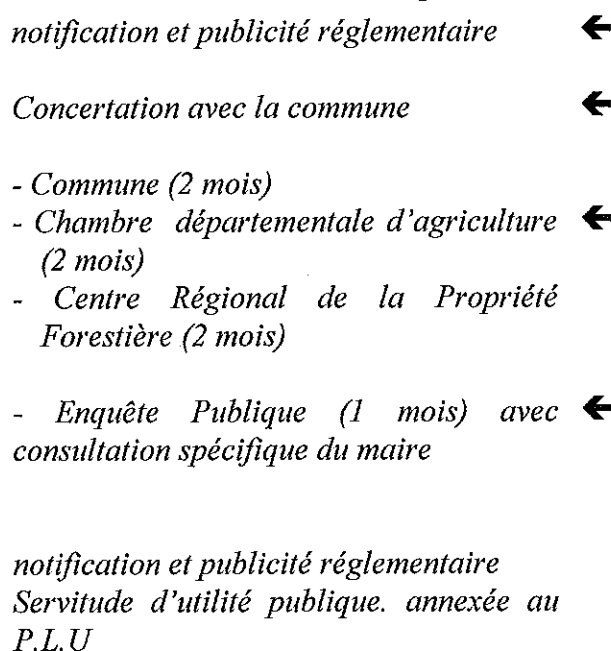 notification et publicité réglementaire ←
Concertation avec la commune ←
- Commune (2 mois)
- Chambre départementale d'agriculture ←
(2 mois)
- Centre Régional de la Propriété
Forestière (2 mois)
- Enquête Publique (1 mois) avec ←
consultation spécifique du maire
notification et publicité réglementaire
Servitude d'utilité publique. annexée au
P.L.U